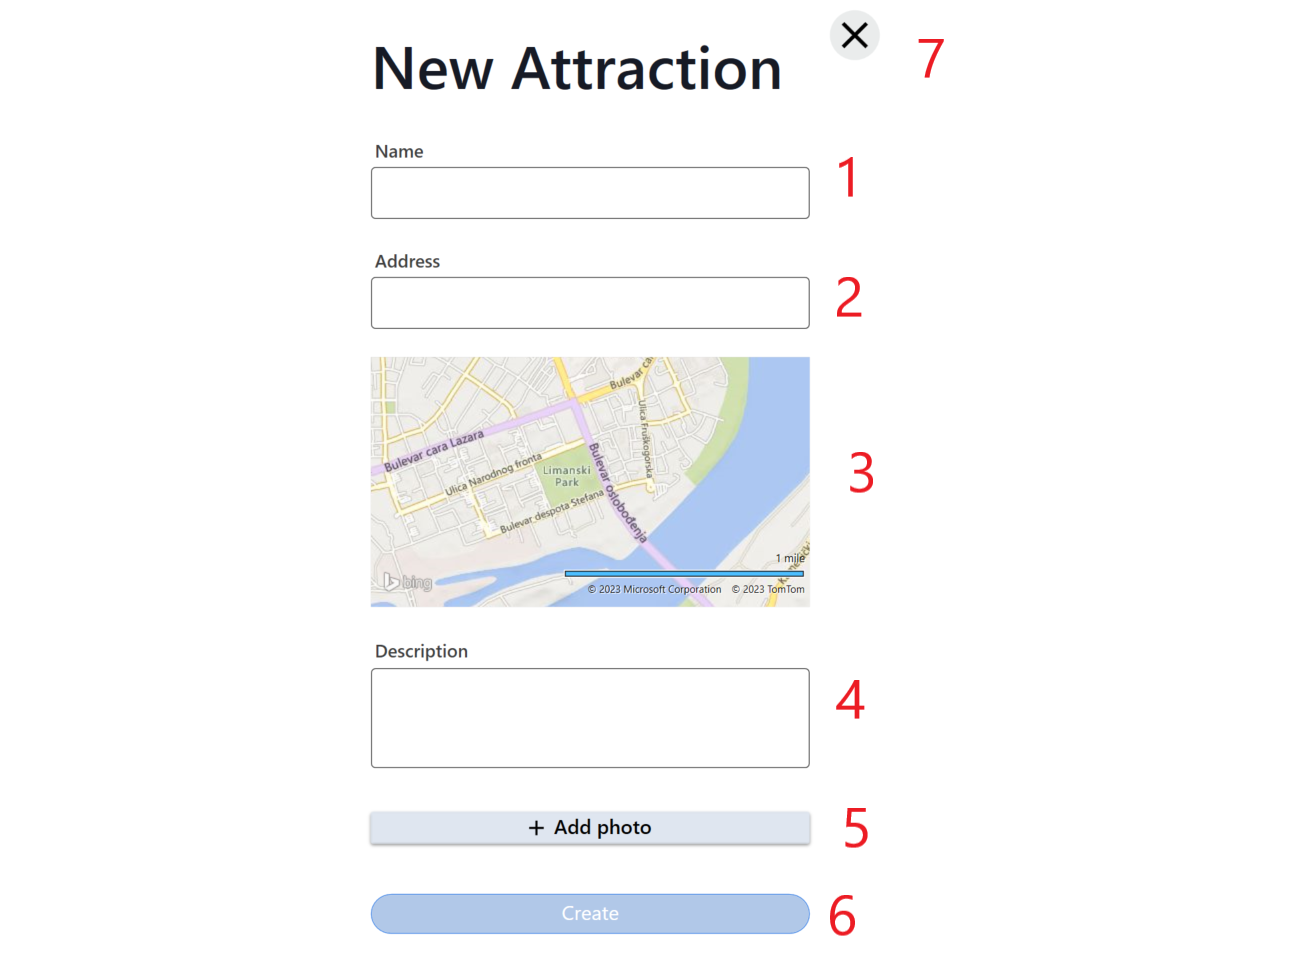 New Attraction
7
Name
1
Address
2
Bulevar
Bulevar cara Lazara
Ulica Fruškogorska
Ulica Narodnog fronta
Limanski
Park
Bulevar oslobođenja
Bulevar despota Stefana
3
1 mile
bing
© 2023 Microsoft Corporation © 2023 TomTom
Description
4
+ Add photo
5
Create
6